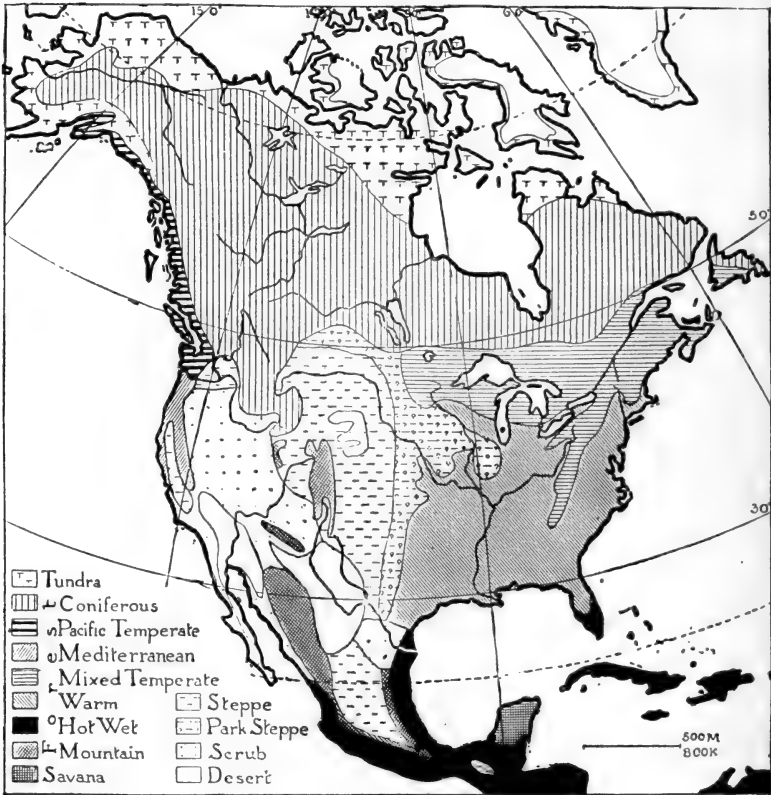 150°
60°
50°
30°
Tundra
Coniferous
Pacific Temperate
Mediterranean
Mixed Temperate
Warm
Hot Wet
Mountain
Savana
Forest
Steppe
Park Steppe
Scrub
Desert
500M
800K